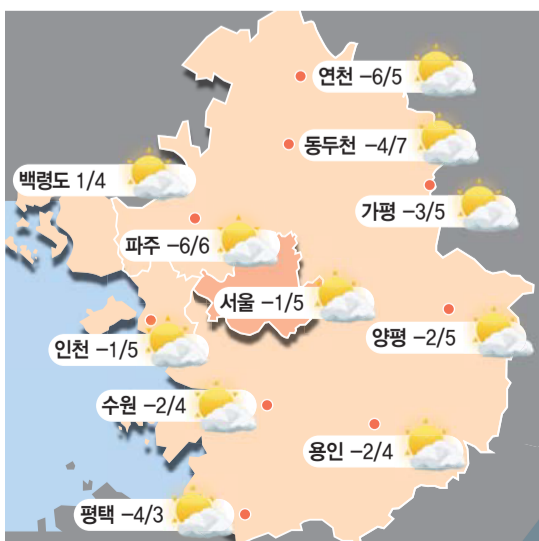 연천 −6/5
동두천 −4/7
백령도 1/4
가평 −3/5
파주 −6/6
서울 −1/5
양평 −2/5
인천 −1/5
수원 −2/4
용인 −2/4
평택 −4/3